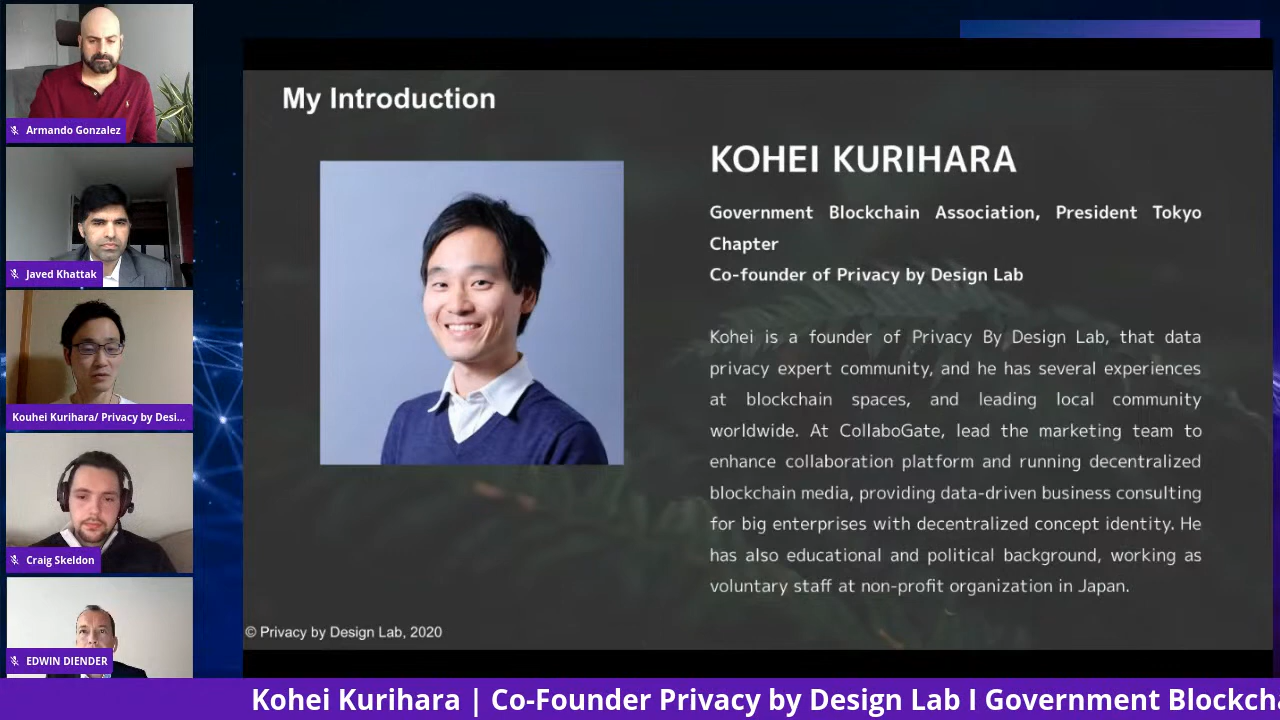 Armando Gonzalez
Javed Khattak
Kouhei Kurihara/ Privacy by Desi...
Craig Skeldon
EDWIN DIENDER
My Introduction
KOHEI KURIHARA
Government Blockchain Association, President Tokyo
Chapter
Co-founder of Privacy by Design Lab
Kohei is a founder of Privacy By Design Lab, that data
privacy expert community, and he has several experiences
at blockchain spaces, and leading local community
worldwide. At CollaboGate, lead the marketing team to
enhance collaboration platform and running decentralized
blockchain media, providing data-driven business consulting
for big enterprises with decentralized concept identity. He
has also educational and political background, working as
voluntary staff at non-profit organization in Japan.
© Privacy by Design Lab, 2020
Kohei Kurihara | Co-Founder Privacy by Design Lab I Government Blockcha